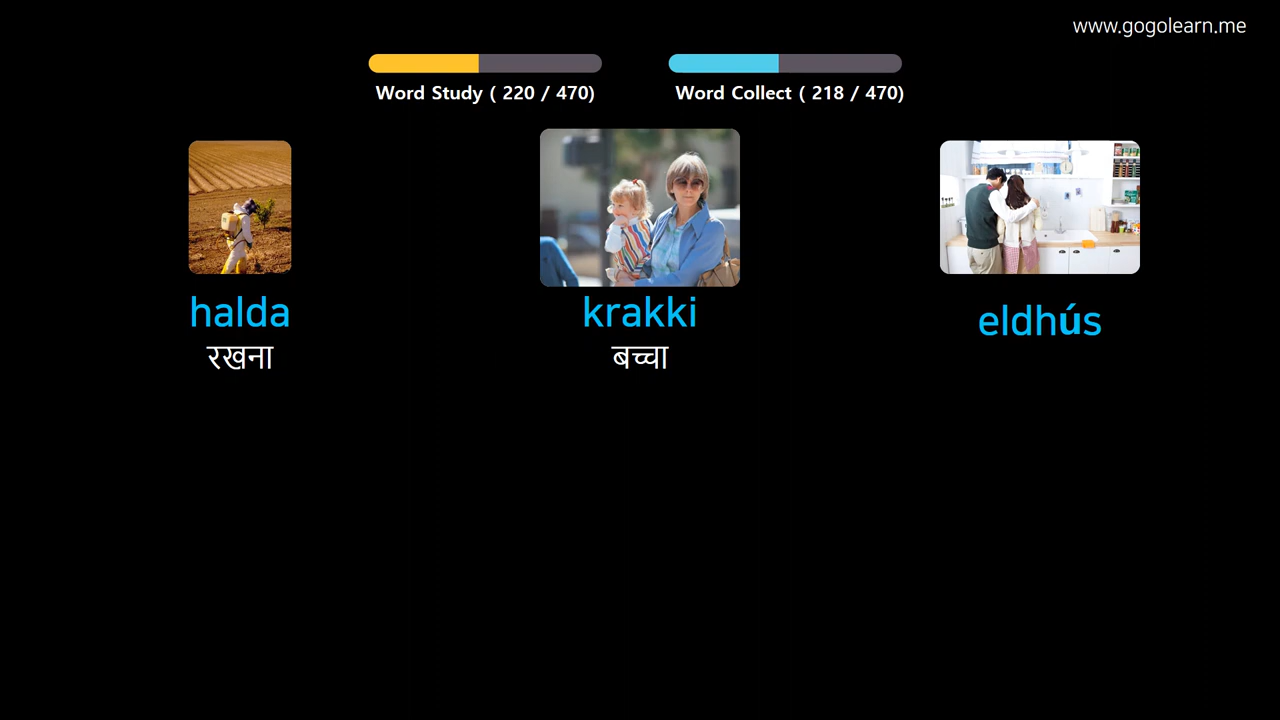 www.gogolearn.me
Word Study ( 220 / 470)
Word Collect ( 218 / 470)
halda
krakki
eldhús
रखना
बच्चा